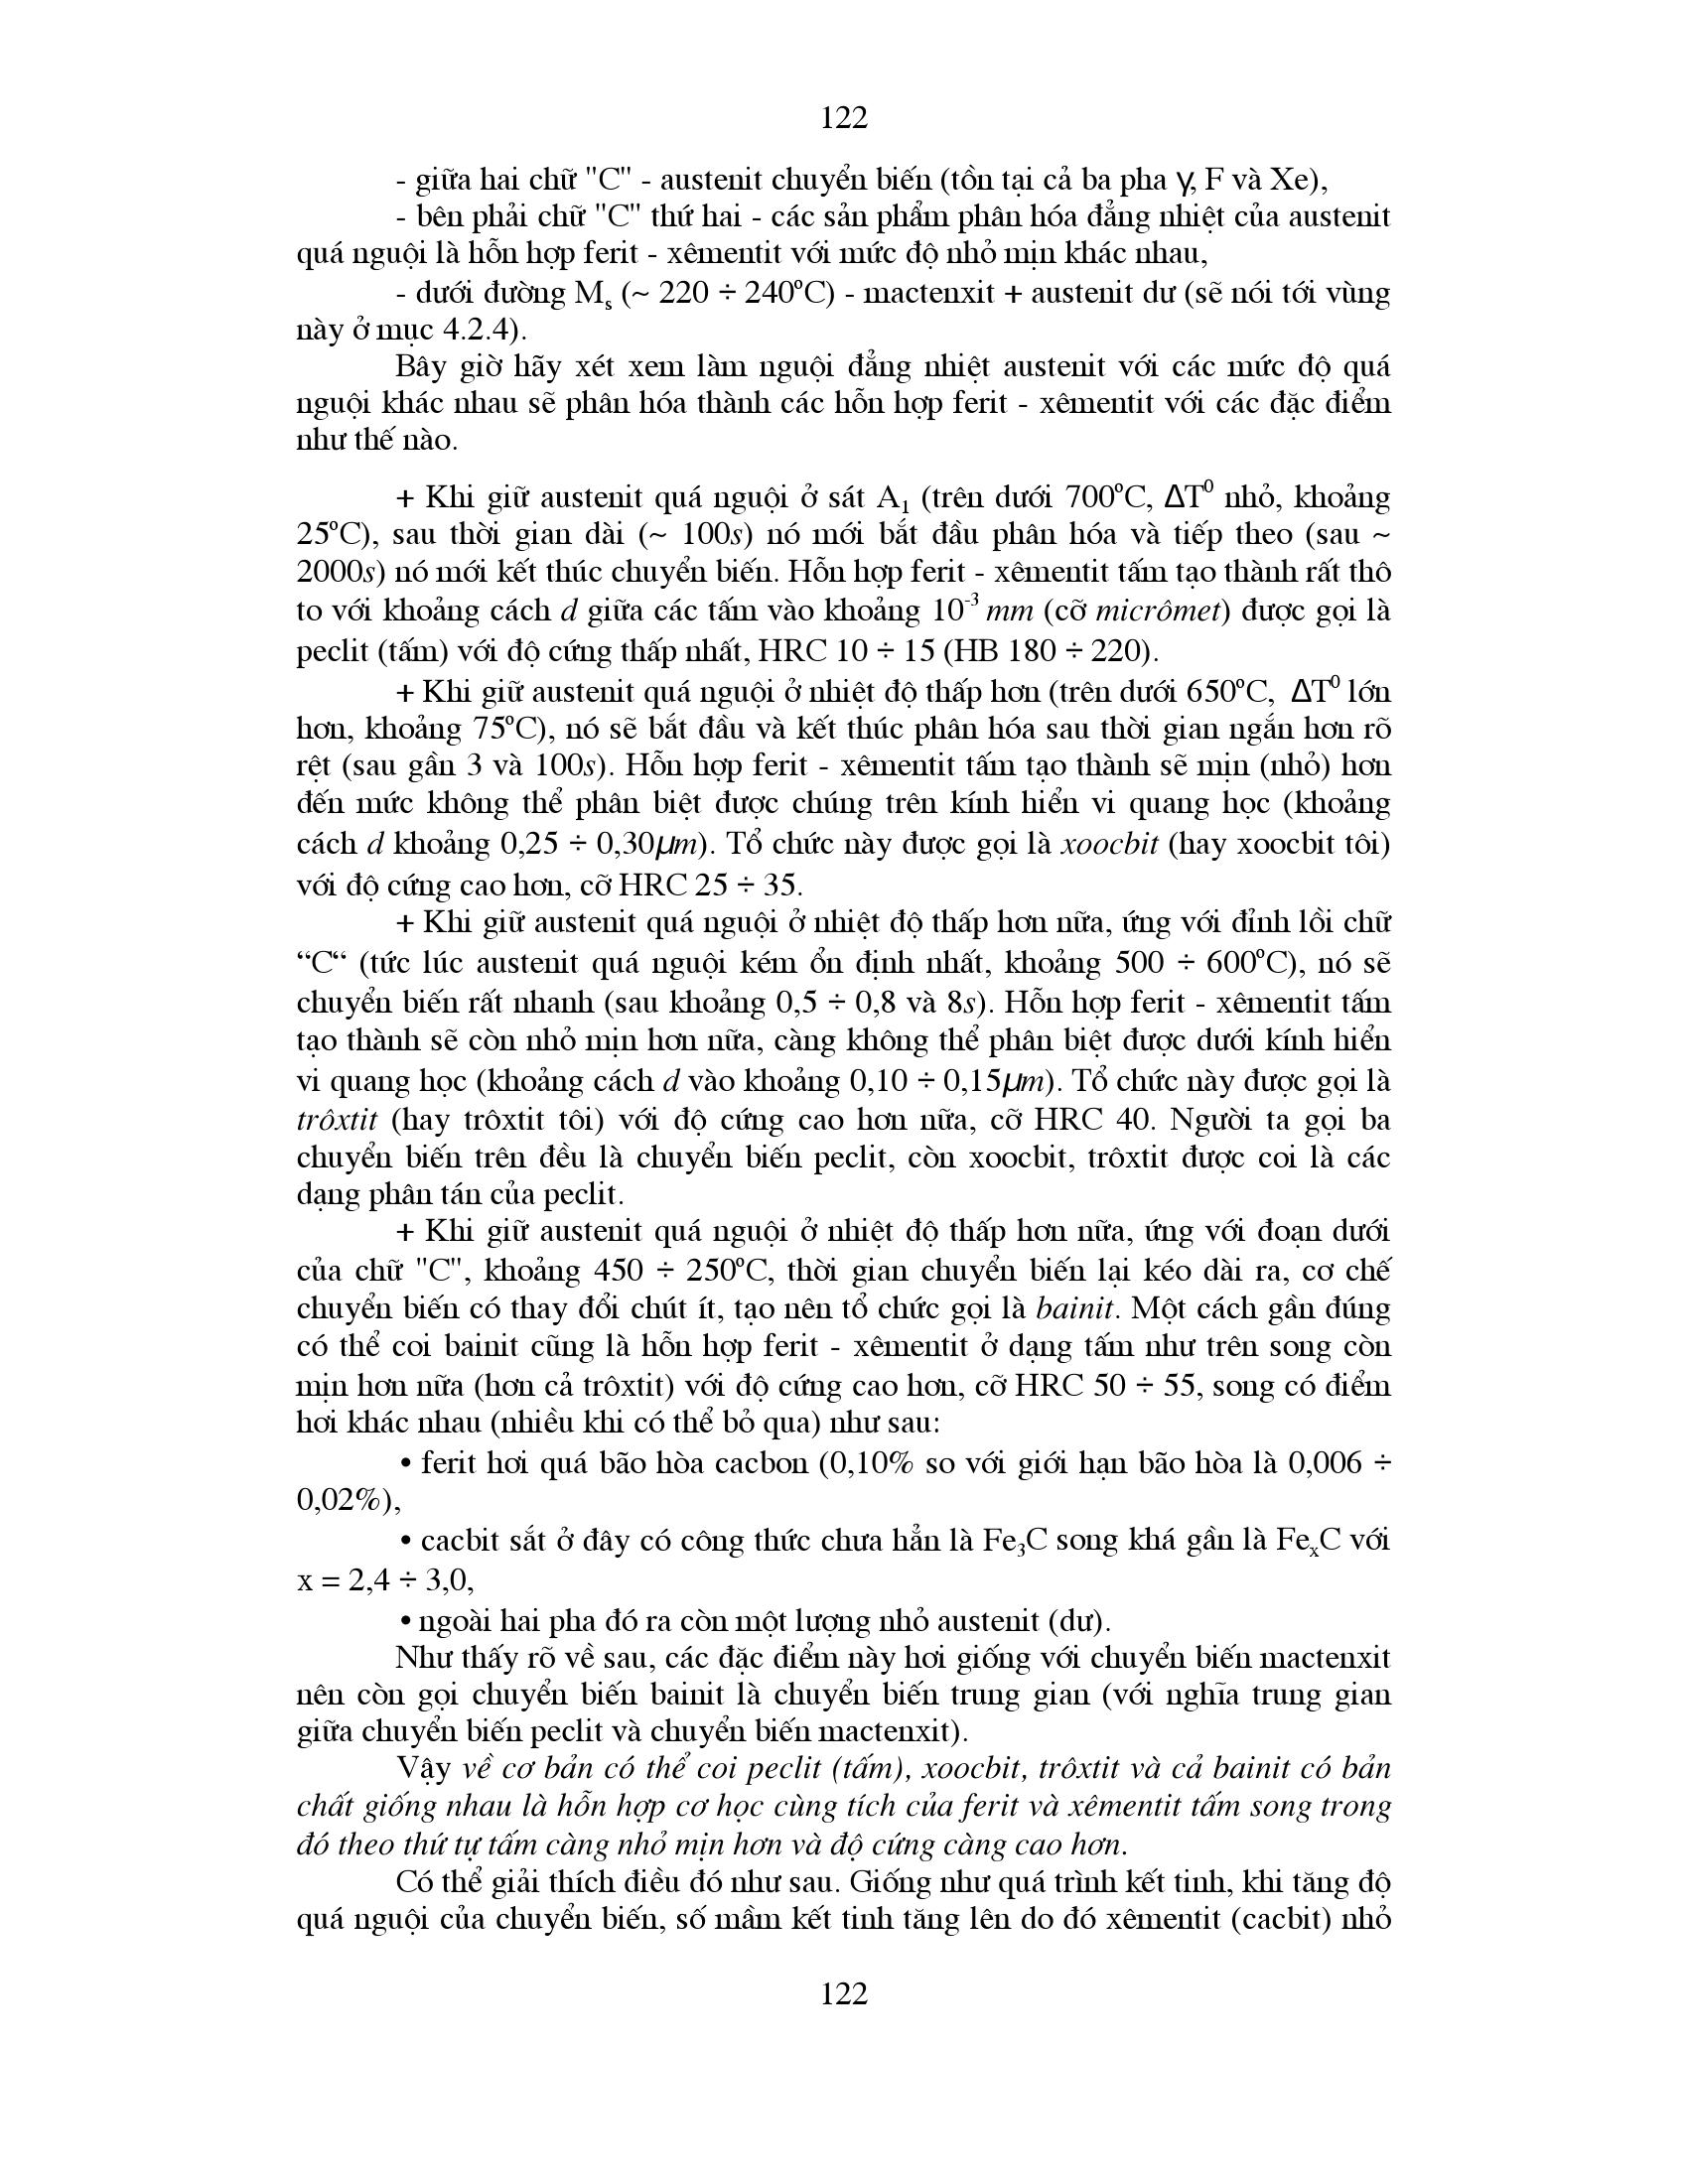 122
- giữa hai chữ "C" - austenit chuyển biến (tồn tại cả ba pha γ, F và Xe),
- bên phải chữ "C" thứ hai - các sản phẩm phân hóa đẳng nhiệt của austenit
quá nguội là hỗn hợp ferit - xêmentit với mức độ nhỏ mịn khác nhau,
- dưới đường Ms (~ 220 ÷ 240ºC) - mactenxit + austenit dư (sẽ nói tới vùng
này ở mục 4.2.4).
Bây giờ hãy xét xem làm nguội đẳng nhiệt austenit với các mức độ quá
nguội khác nhau sẽ phân hóa thành các hỗn hợp ferit - xêmentit với các đặc điểm
như thế nào.
+ Khi giữ austenit quá nguội ở sát A₁ (trên dưới 700ºC, ΔT⁰ nhỏ, khoảng
25ºC), sau thời gian dài (~ 100s) nó mới bắt đầu phân hóa và tiếp theo (sau ~
2000s) nó mới kết thúc chuyển biến. Hỗn hợp ferit - xêmentit tấm tạo thành rất thô
to với khoảng cách d giữa các tấm vào khoảng 10⁻³ mm (cỡ micrômet) được gọi là
peclit (tấm) với độ cứng thấp nhất, HRC 10 ÷ 15 (HB 180 ÷ 220).
+ Khi giữ austenit quá nguội ở nhiệt độ thấp hơn (trên dưới 650ºC, ΔT⁰ lớn
hơn, khoảng 75ºC), nó sẽ bắt đầu và kết thúc phân hóa sau thời gian ngắn hơn rõ
rệt (sau gần 3 và 100s). Hỗn hợp ferit - xêmentit tấm tạo thành sẽ mịn (nhỏ) hơn
đến mức không thể phân biệt được chúng trên kính hiển vi quang học (khoảng
cách d khoảng 0,25 ÷ 0,30μm). Tổ chức này được gọi là xoocbit (hay xoocbit tôi)
với độ cứng cao hơn, cỡ HRC 25 ÷ 35.
+ Khi giữ austenit quá nguội ở nhiệt độ thấp hơn nữa, ứng với đỉnh lồi chữ
“C“ (tức lúc austenit quá nguội kém ổn định nhất, khoảng 500 ÷ 600ºC), nó sẽ
chuyển biến rất nhanh (sau khoảng 0,5 ÷ 0,8 và 8s). Hỗn hợp ferit - xêmentit tấm
tạo thành sẽ còn nhỏ mịn hơn nữa, càng không thể phân biệt được dưới kính hiển
vi quang học (khoảng cách d vào khoảng 0,10 ÷ 0,15μm). Tổ chức này được gọi là
trôxtit (hay trôxtit tôi) với độ cứng cao hơn nữa, cỡ HRC 40. Người ta gọi ba
chuyển biến trên đều là chuyển biến peclit, còn xoocbit, trôxtit được coi là các
dạng phân tán của peclit.
+ Khi giữ austenit quá nguội ở nhiệt độ thấp hơn nữa, ứng với đoạn dưới
của chữ "C", khoảng 450 ÷ 250ºC, thời gian chuyển biến lại kéo dài ra, cơ chế
chuyển biến có thay đổi chút ít, tạo nên tổ chức gọi là bainit. Một cách gần đúng
có thể coi bainit cũng là hỗn hợp ferit - xêmentit ở dạng tấm như trên song còn
mịn hơn nữa (hơn cả trôxtit) với độ cứng cao hơn, cỡ HRC 50 ÷ 55, song có điểm
hơi khác nhau (nhiều khi có thể bỏ qua) như sau:
• ferit hơi quá bão hòa cacbon (0,10% so với giới hạn bão hòa là 0,006 ÷
0,02%),
• cacbit sắt ở đây có công thức chưa hẳn là Fe₃C song khá gần là FeₓC với
x = 2,4 ÷ 3,0,
• ngoài hai pha đó ra còn một lượng nhỏ austenit (dư).
Như thấy rõ về sau, các đặc điểm này hơi giống với chuyển biến mactenxit
nên còn gọi chuyển biến bainit là chuyển biến trung gian (với nghĩa trung gian
giữa chuyển biến peclit và chuyển biến mactenxit).
Vậy về cơ bản có thể coi peclit (tấm), xoocbit, trôxtit và cả bainit có bản
chất giống nhau là hỗn hợp cơ học cùng tích của ferit và xêmentit tấm song trong
đó theo thứ tự tấm càng nhỏ mịn hơn và độ cứng càng cao hơn.
Có thể giải thích điều đó như sau. Giống như quá trình kết tinh, khi tăng độ
quá nguội của chuyển biến, số mầm kết tinh tăng lên do đó xêmentit (cacbit) nhỏ
122